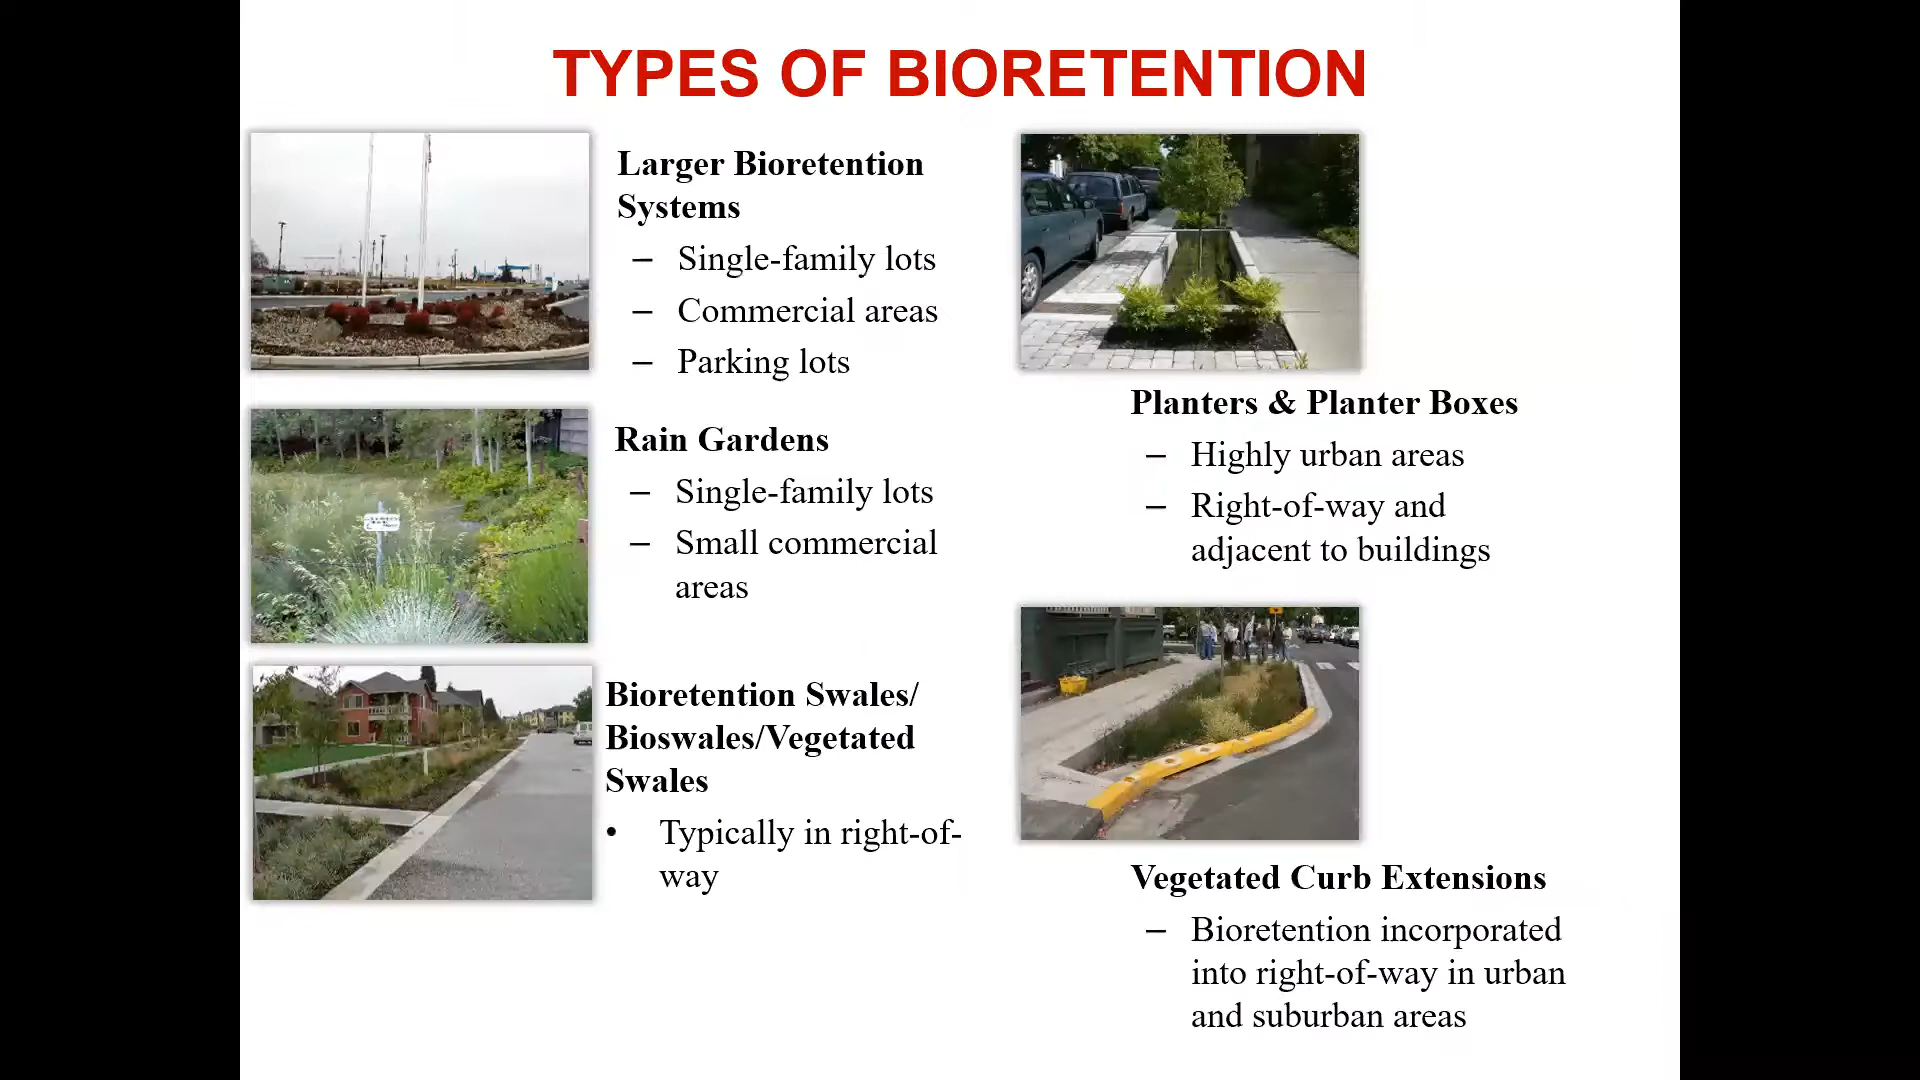 TYPES OF BIORETENTION
Larger Bioretention
Systems
– Single-family lots
– Commercial areas
– Parking lots
Rain Gardens
– Single-family lots
– Small commercial
areas
Bioretention Swales/
Bioswales/Vegetated
Swales
• Typically in right-of-
way
Planters & Planter Boxes
– Highly urban areas
– Right-of-way and
adjacent to buildings
Vegetated Curb Extensions
– Bioretention incorporated
into right-of-way in urban
and suburban areas